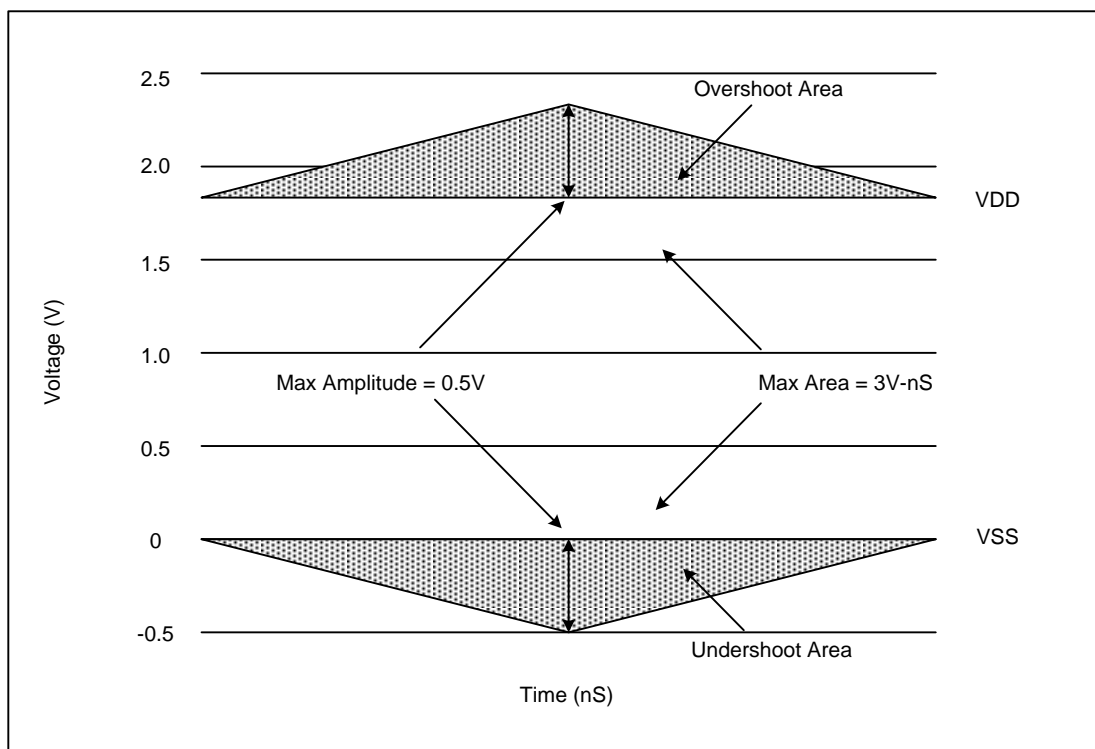 2.5
Overshoot Area
2.0
VDD
1.5
Voltage (V)
1.0
Max Amplitude = 0.5V
Max Area = 3V-nS
0.5
0
VSS
-0.5
Undershoot Area
Time (nS)